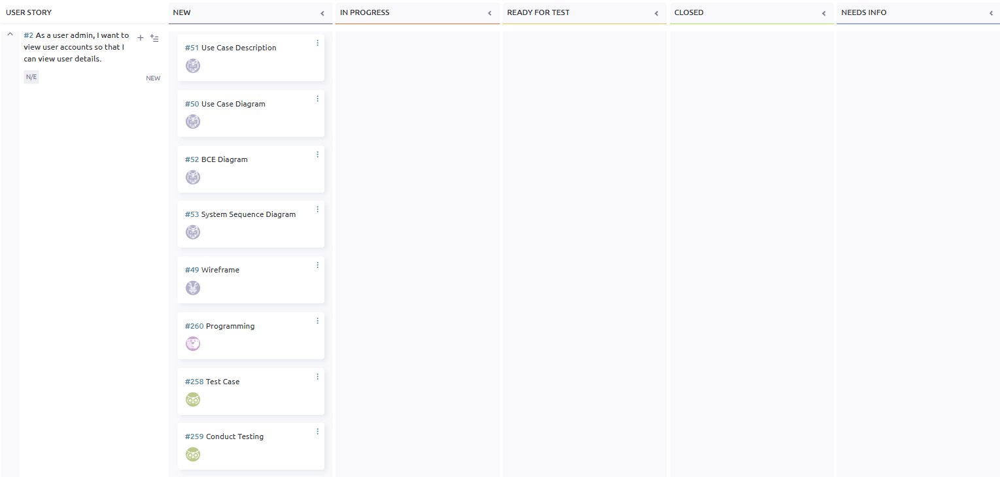 USER STORY
NEW
IN PROGRESS
READY FOR TEST
CLOSED
NEEDS INFO
#2 As a user admin, I want to
view user accounts so that I
can view user details.
N/E
NEW
#51 Use Case Description
#50 Use Case Diagram
#52 BCE Diagram
#53 System Sequence Diagram
#49 Wireframe
#260 Programming
#258 Test Case
#259 Conduct Testing